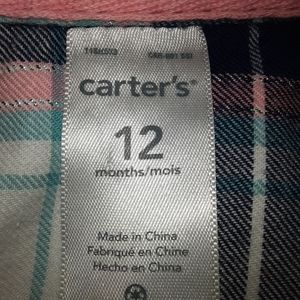 carter's®
12
months/mois
Made in China
Fabriqué en Chine
Hecho en China